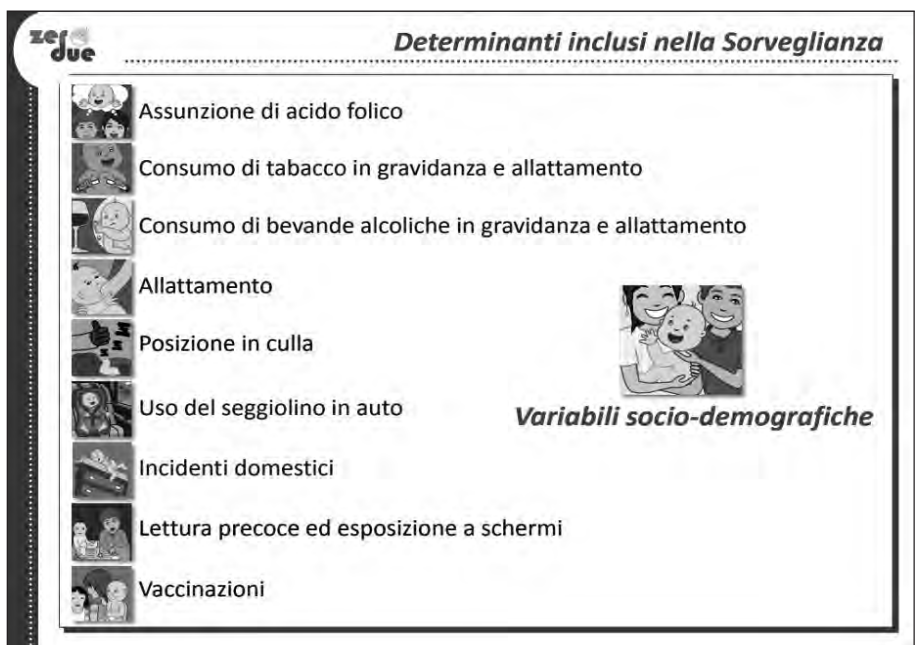 zero
due
Determinanti inclusi nella Sorveglianza
Assunzione di acido folico
Consumo di tabacco in gravidanza e allattamento
Consumo di bevande alcoliche in gravidanza e allattamento
Allattamento
Posizione in culla
Uso del seggiolino in auto
Variabili socio-demografiche
Incidenti domestici
Lettura precoce ed esposizione a schermi
Vaccinazioni